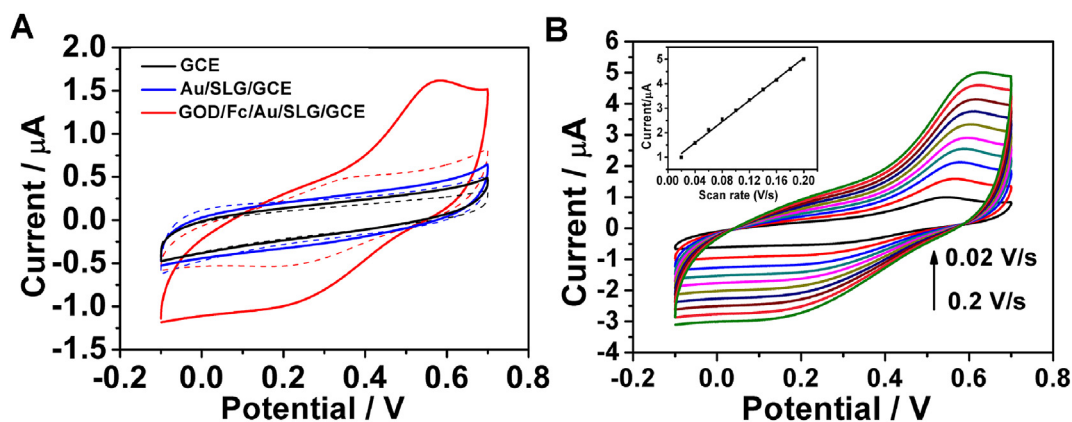 A
2.0
1.5
1.0
0.5
0.0
-0.5
-1.0
-1.5
-0.2 0.0 0.2 0.4 0.6 0.8
Current / μA
Potential / V
GCE
Au/SLG/GCE
GOD/Fc/Au/SLG/GCE
B
6
5
4
3
2
1
0
-1
-2
-3
-4
-0.2 0.0 0.2 0.4 0.6 0.8
Current / μA
Potential / V
5
4
3
2
1
0.00 0.04 0.08 0.12 0.16 0.20
Current/μA
Scan rate (V/s)
0.02 V/s
0.2 V/s